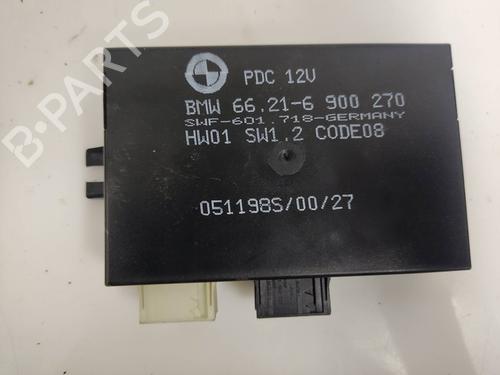 PDC 12V
BMW 66.21-6 900 270
SWF-601.718-GERMANY
HW01 SW1.2 CODE08
051198S/00/27
B-PARTS